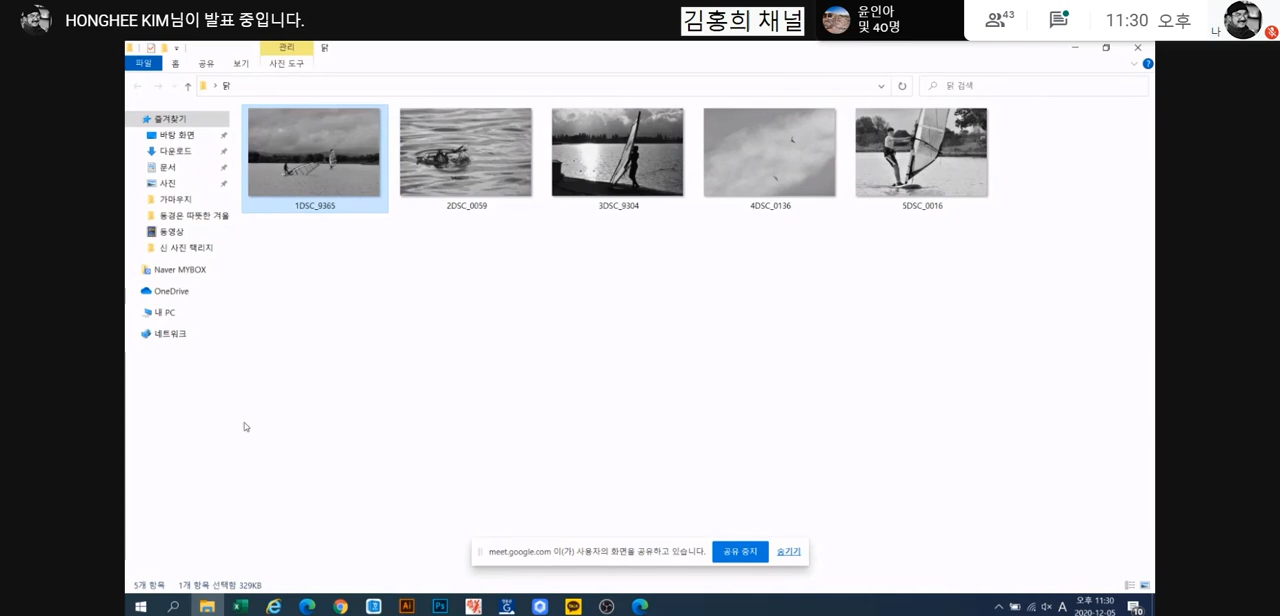 HONGHEE KIM님이 발표 중입니다.
김홍희 채널
윤인아
및 40명
43
11:30 오후
나
관리
닭
파일
홈
공유
보기
사진 도구
닭
닭 검색
즐겨찾기
바탕 화면
다운로드
문서
사진
가마우지
동경은 따뜻한 겨울
동영상
신 사진 택리지
Naver MYBOX
OneDrive
내 PC
네트워크
1DSC_9365
2DSC_0059
3DSC_9304
4DSC_0136
5DSC_0016
meet.google.com 이(가) 사용자의 화면을 공유하고 있습니다.
공유 중지
숨기기
5개 항목
1개 항목 선택함 329KB
Ai
Ps
A
오후 11:30
2020-12-05
10